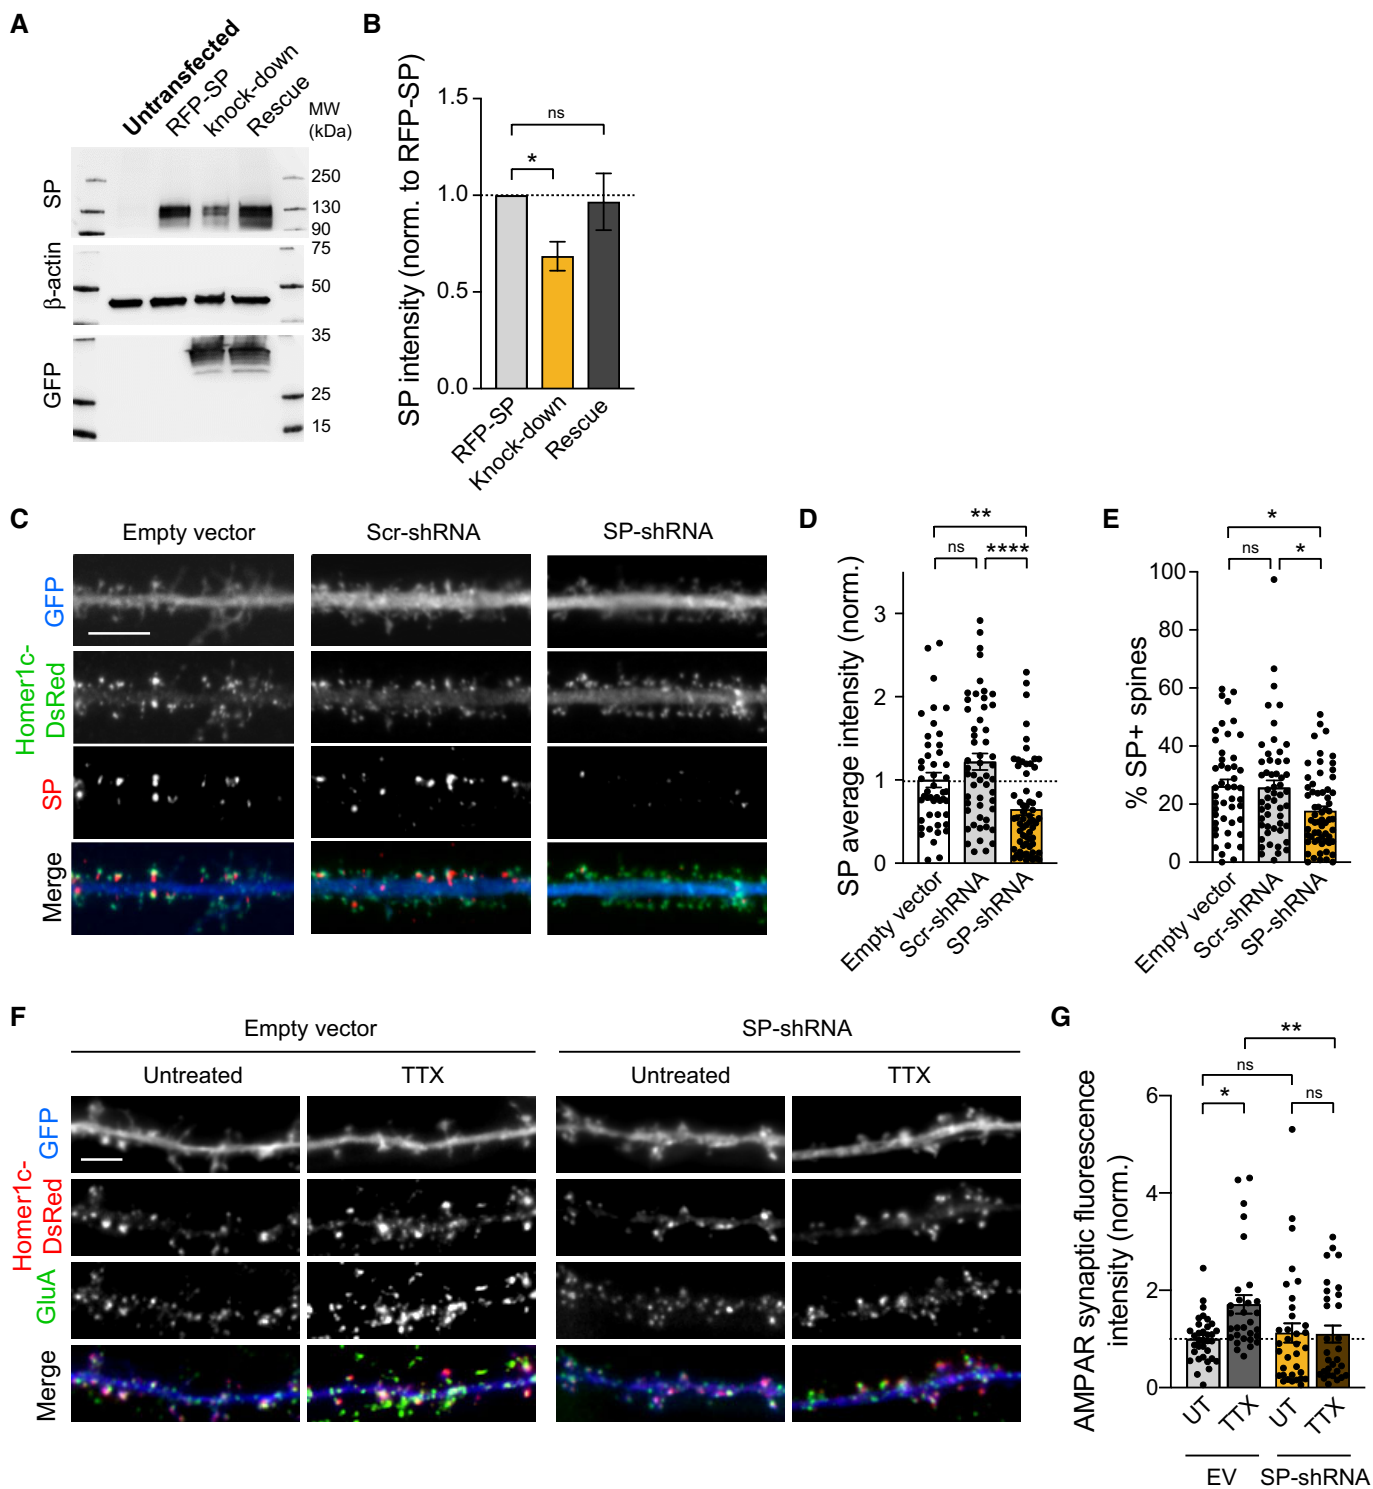 A
Untransfected
RFP-SP
knock-down
Rescue
MW
(kDa)
SP
250
130
90
β-actin
75
50
GFP
35
25
15
B
SP intensity (norm. to RFP-SP)
1.5
1.0
0.5
0.0
ns
*
RFP-SP
Knock-down
Rescue
C
Empty vector
Scr-shRNA
SP-shRNA
GFP
Homer1c-
DsRed
SP
Merge
D
SP average intensity (norm.)
3
2
1
0
**
ns
****
Empty vector
Scr-shRNA
SP-shRNA
E
% SP+ spines
100
80
60
40
20
0
*
ns
*
Empty vector
Scr-shRNA
SP-shRNA
F
Empty vector
SP-shRNA
Untreated
TTX
Untreated
TTX
GFP
Homer1c-
DsRed
GluA
Merge
G
AMPAR synaptic fluorescence
intensity (norm.)
6
4
2
0
**
ns
*
ns
UT
TTX
UT
TTX
EV
SP-shRNA